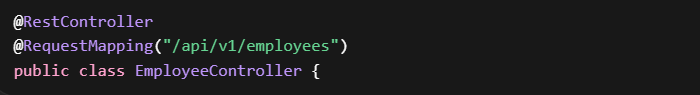 @RestController
@RequestMapping("/api/v1/employees")
public class EmployeeController {